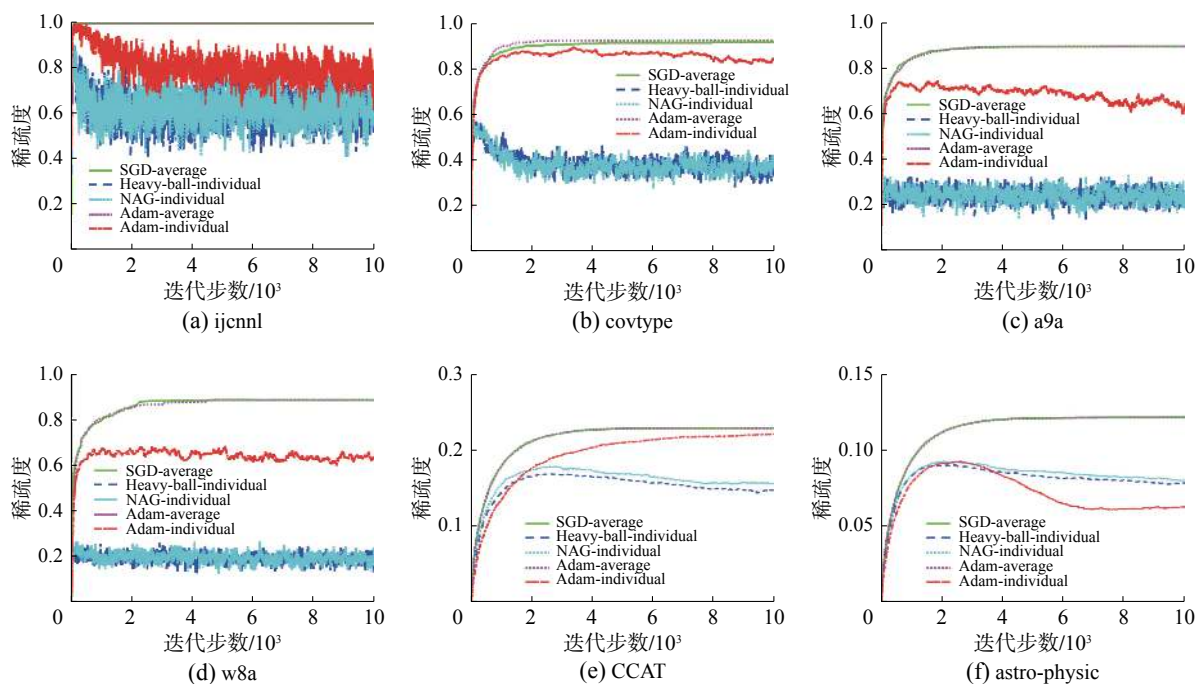 1.0
0.8
0.6
0.4
0.2
0
2
4
6
8
10
稀疏度
SGD-average
Heavy-ball-individual
NAG-individual
Adam-average
Adam-individual
迭代步数/10³
(a) ijcnnl
1.0
0.8
0.6
0.4
0.2
0
2
4
6
8
10
稀疏度
SGD-average
Heavy-ball-individual
NAG-individual
Adam-average
Adam-individual
迭代步数/10³
(b) covtype
1.0
0.8
0.6
0.4
0.2
0
2
4
6
8
10
稀疏度
SGD-average
Heavy-ball-individual
NAG-individual
Adam-average
Adam-individual
迭代步数/10³
(c) a9a
1.0
0.8
0.6
0.4
0.2
0
2
4
6
8
10
稀疏度
SGD-average
Heavy-ball-individual
NAG-individual
Adam-average
Adam-individual
迭代步数/10³
(d) w8a
0.3
0.2
0.1
0
2
4
6
8
10
稀疏度
SGD-average
Heavy-ball-individual
NAG-individual
Adam-average
Adam-individual
迭代步数/10³
(e) CCAT
0.15
0.10
0.05
0
2
4
6
8
10
稀疏度
SGD-average
Heavy-ball-individual
NAG-individual
Adam-average
Adam-individual
迭代步数/10³
(f) astro-physic